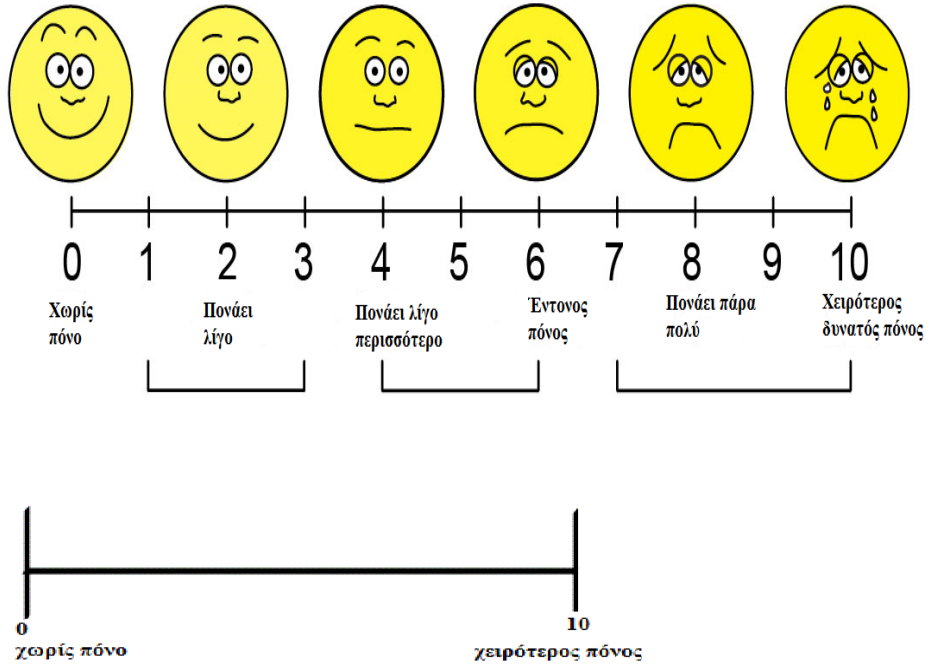 0 1 2 3 4 5 6 7 8 9 10
Χωρίς
πόνο
Πονάει
λίγο
Πονάει λίγο
περισσότερο
Έντονος
πόνος
Πονάει πάρα
πολύ
Χειρότερος
δυνατός πόνος
0
χωρίς πόνο
10
χειρότερος πόνος